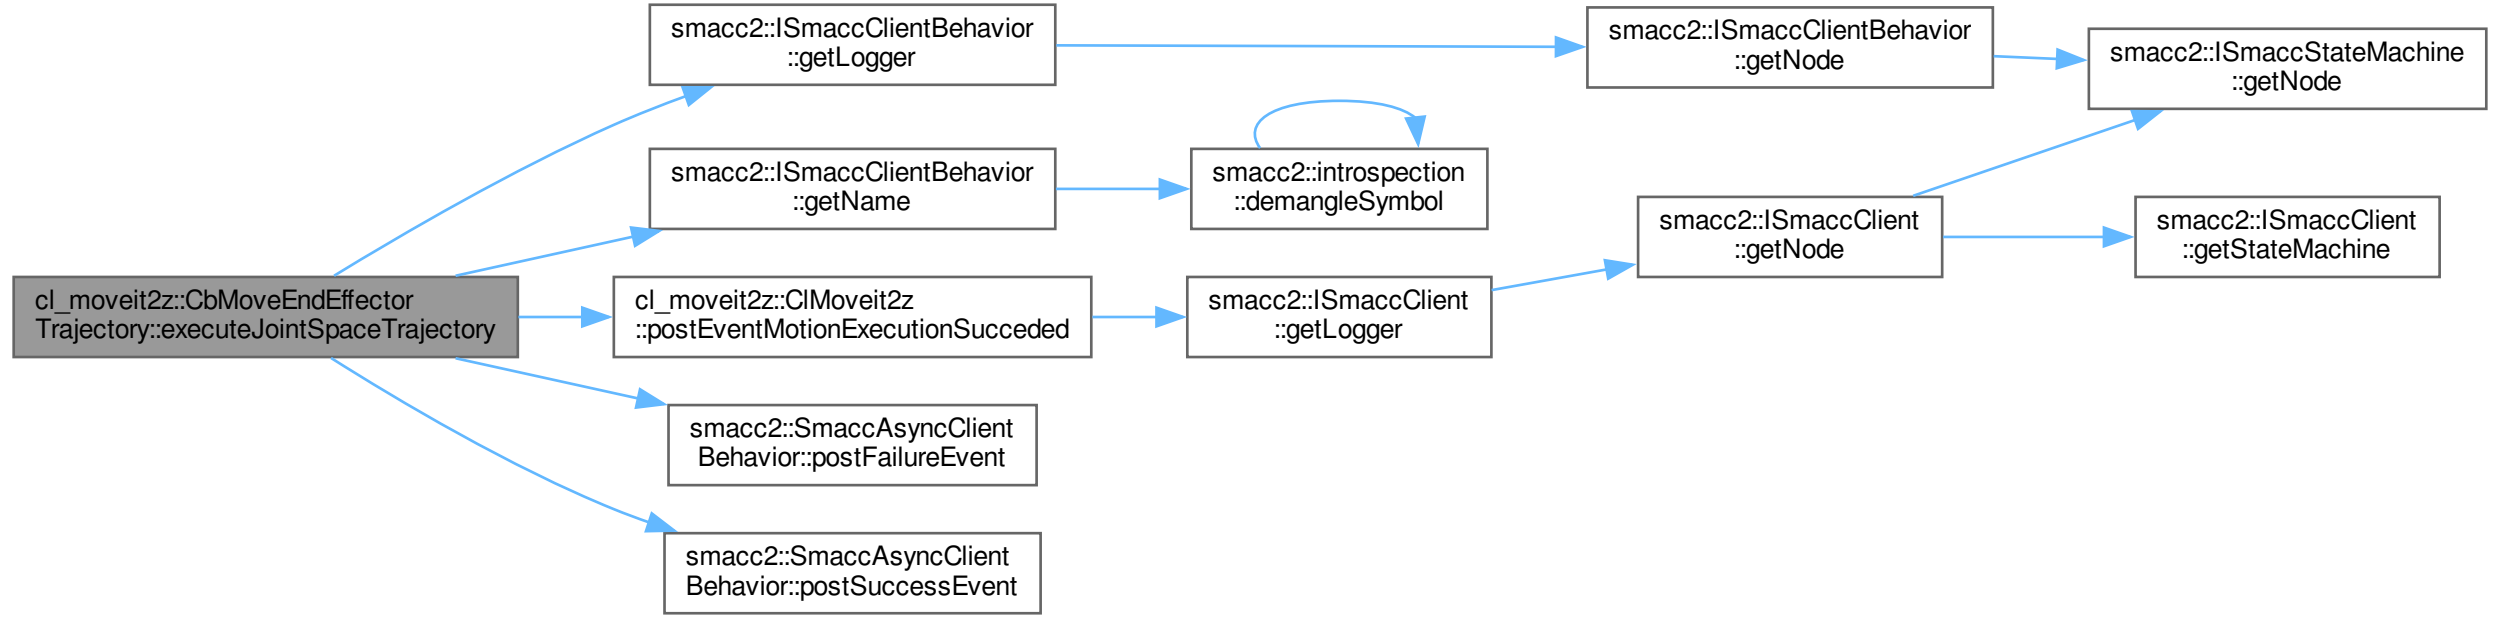 smacc2::ISmaccClientBehavior
::getLogger
smacc2::ISmaccClientBehavior
::getNode
smacc2::ISmaccStateMachine
::getNode
smacc2::ISmaccClientBehavior
::getName
smacc2::introspection
::demangleSymbol
smacc2::ISmaccClient
::getNode
smacc2::ISmaccClient
::getStateMachine
cl_moveit2z::CbMoveEndEffector
Trajectory::executeJointSpaceTrajectory
cl_moveit2z::ClMoveit2z
::postEventMotionExecutionSucceded
smacc2::ISmaccClient
::getLogger
smacc2::SmaccAsyncClient
Behavior::postFailureEvent
smacc2::SmaccAsyncClient
Behavior::postSuccessEvent